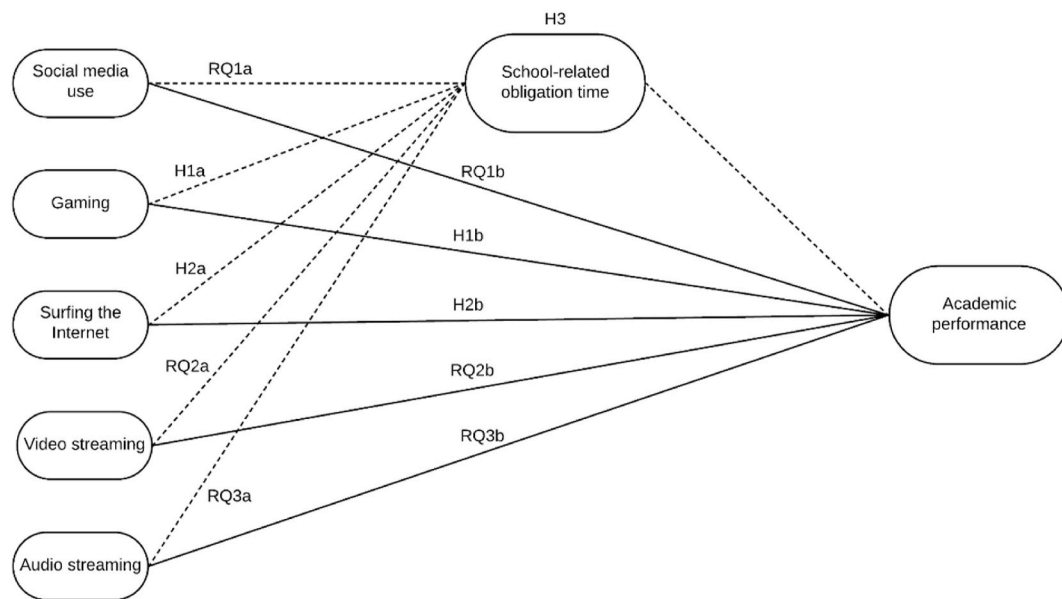 H3
Social media
use
RQ1a
School-related
obligation time
RQ1b
H1a
Gaming
H1b
H2a
Surfing the
Internet
H2b
Academic
performance
RQ2a
RQ2b
Video streaming
RQ3b
RQ3a
Audio streaming